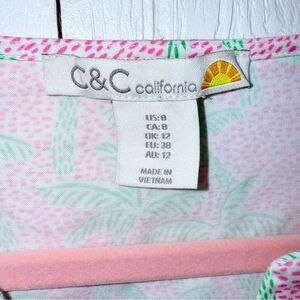 C&C california
US: 8
CA: 8
UK: 12
EU: 38
AU: 12
MADE IN
VIETNAM